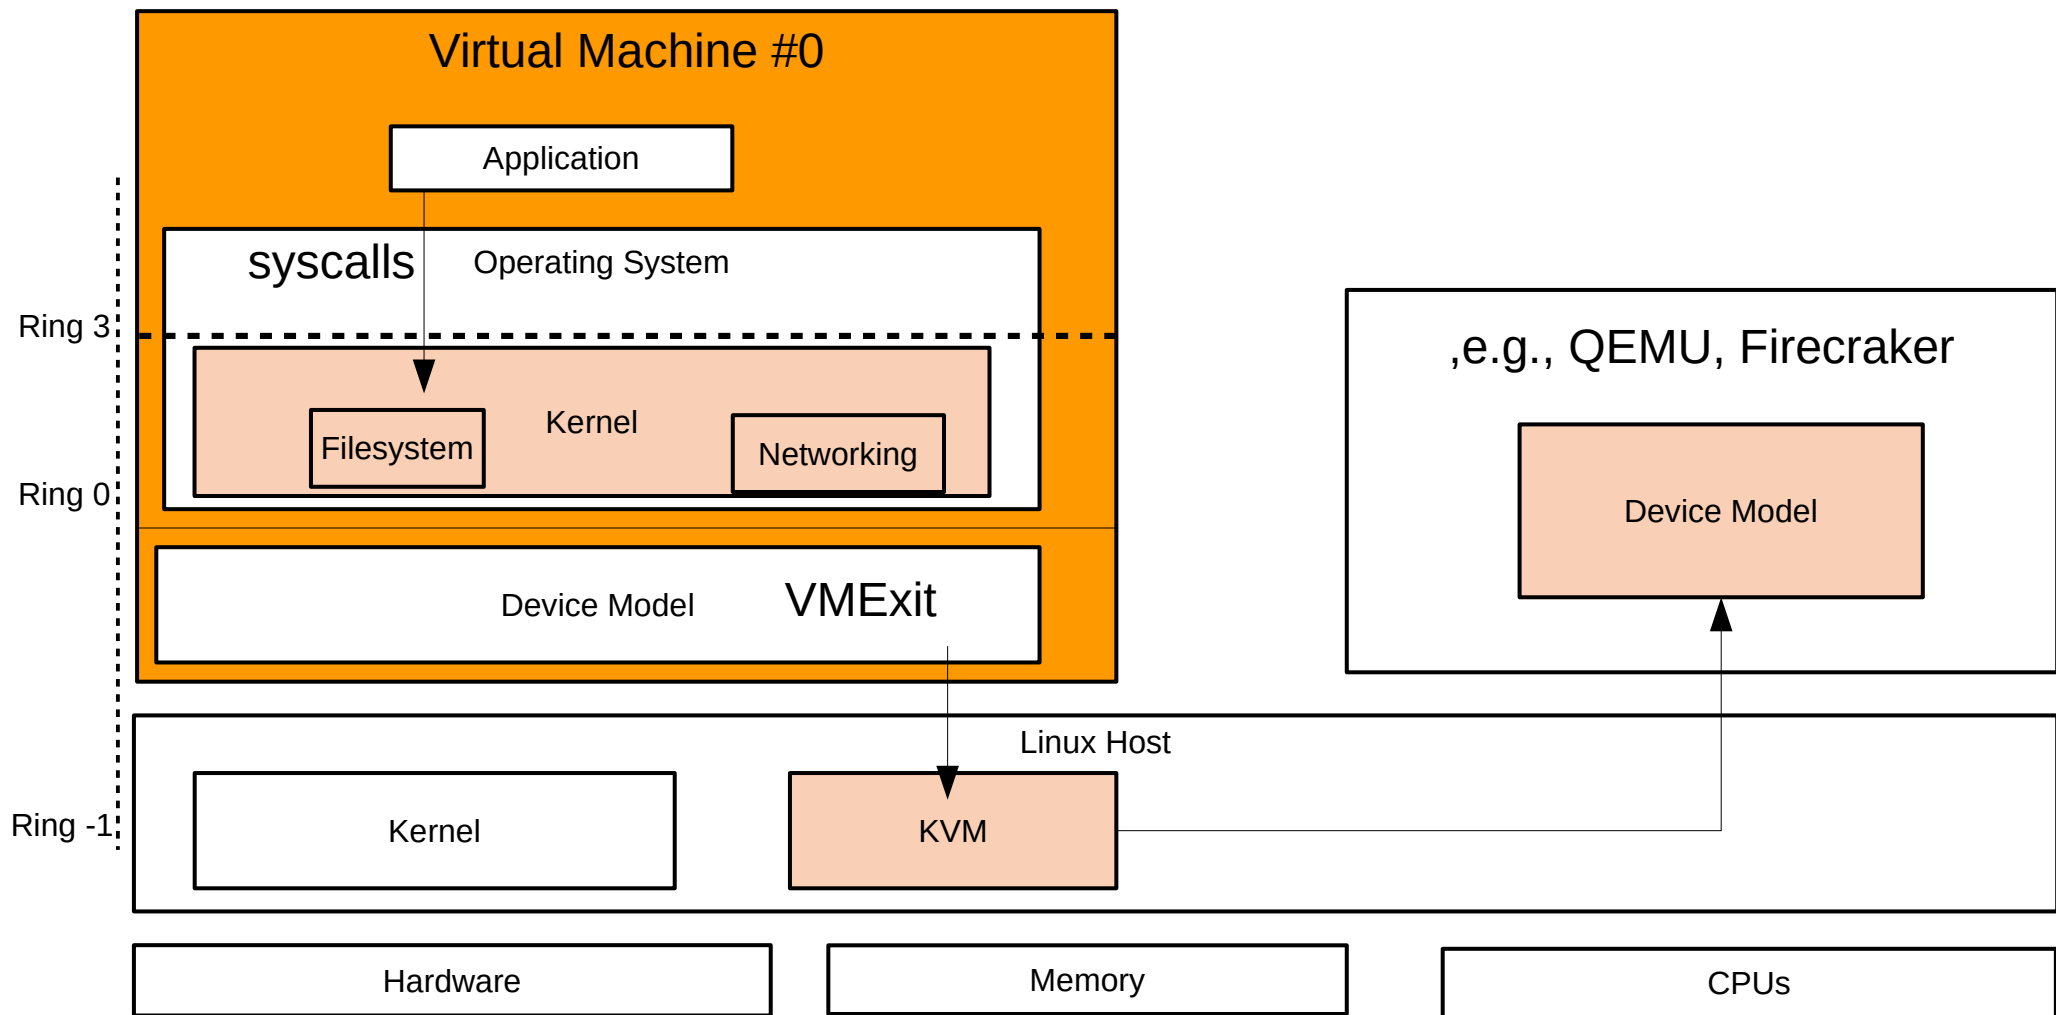 Virtual Machine #0
Application
syscalls
Operating System
Ring 3
,e.g., QEMU, Firecraker
Kernel
Filesystem
Networking
Ring 0
Device Model
Device Model
VMExit
Linux Host
Ring -1
Kernel
KVM
Hardware
Memory
CPUs